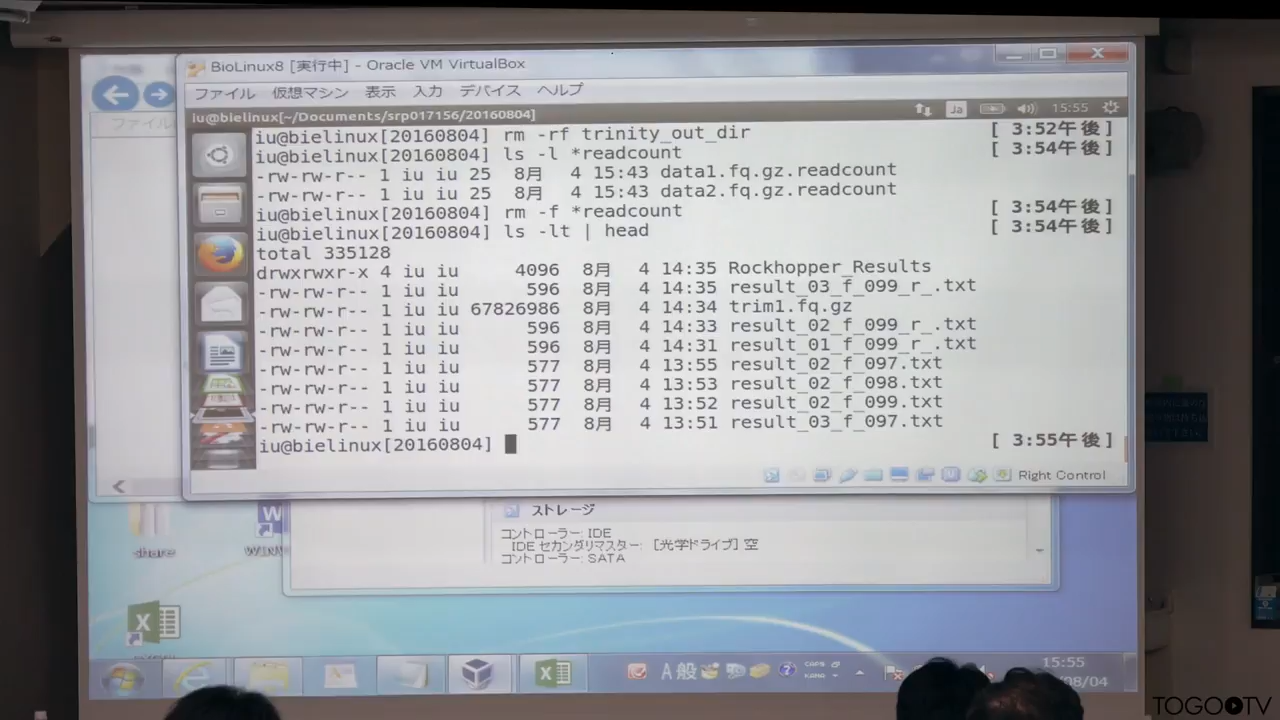 BioLinux8 [実行中] - Oracle VM VirtualBox
ファイル 仮想マシン 表示 入力 デバイス ヘルプ
iu@bielinux[~/Documents/srp017156/20160804]
Ja 15:55
iu@bielinux[20160804] rm -rf trinity_out_dir [ 3:52午後]
iu@bielinux[20160804] ls -l *readcount [ 3:54午後]
-rw-rw-r-- 1 iu iu 25 8月 4 15:43 data1.fq.gz.readcount
-rw-rw-r-- 1 iu iu 25 8月 4 15:43 data2.fq.gz.readcount
iu@bielinux[20160804] rm -f *readcount [ 3:54午後]
iu@bielinux[20160804] ls -lt | head [ 3:54午後]
total 335128
drwxrwxr-x 4 iu iu 4096 8月 4 14:35 Rockhopper_Results
-rw-rw-r-- 1 iu iu 596 8月 4 14:35 result_03_f_099_r_.txt
-rw-rw-r-- 1 iu iu 67826986 8月 4 14:34 trim1.fq.gz
-rw-rw-r-- 1 iu iu 596 8月 4 14:33 result_02_f_099_r_.txt
-rw-rw-r-- 1 iu iu 596 8月 4 14:31 result_01_f_099_r_.txt
-rw-rw-r-- 1 iu iu 577 8月 4 13:55 result_02_f_097.txt
-rw-rw-r-- 1 iu iu 577 8月 4 13:53 result_02_f_098.txt
-rw-rw-r-- 1 iu iu 577 8月 4 13:52 result_02_f_099.txt
-rw-rw-r-- 1 iu iu 577 8月 4 13:51 result_03_f_097.txt
iu@bielinux[20160804] [ 3:55午後]
Right Control
ストレージ
コントローラー: IDE
IDE セカンダリマスター: [光学ドライブ] 空
コントローラー: SATA
share
A 般
CAPS
KANA
15:55
/08/04
TOGOTV